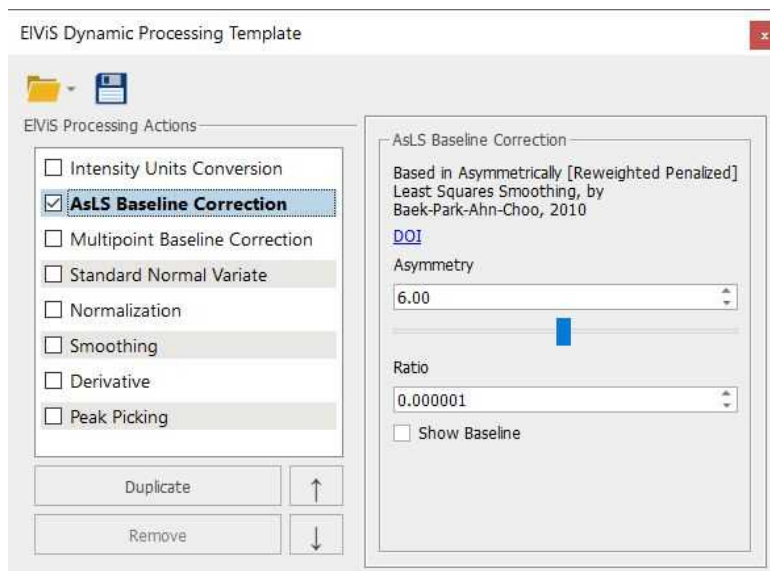 ElViS Dynamic Processing Template
x
ElViS Processing Actions
Intensity Units Conversion
AsLS Baseline Correction
Multipoint Baseline Correction
Standard Normal Variate
Normalization
Smoothing
Derivative
Peak Picking
Duplicate
↑
Remove
↓
AsLS Baseline Correction
Based in Asymmetrically [Reweighted Penalized]
Least Squares Smoothing, by
Baek-Park-Ahn-Choo, 2010
DOI
Asymmetry
6.00
Ratio
0.000001
Show Baseline